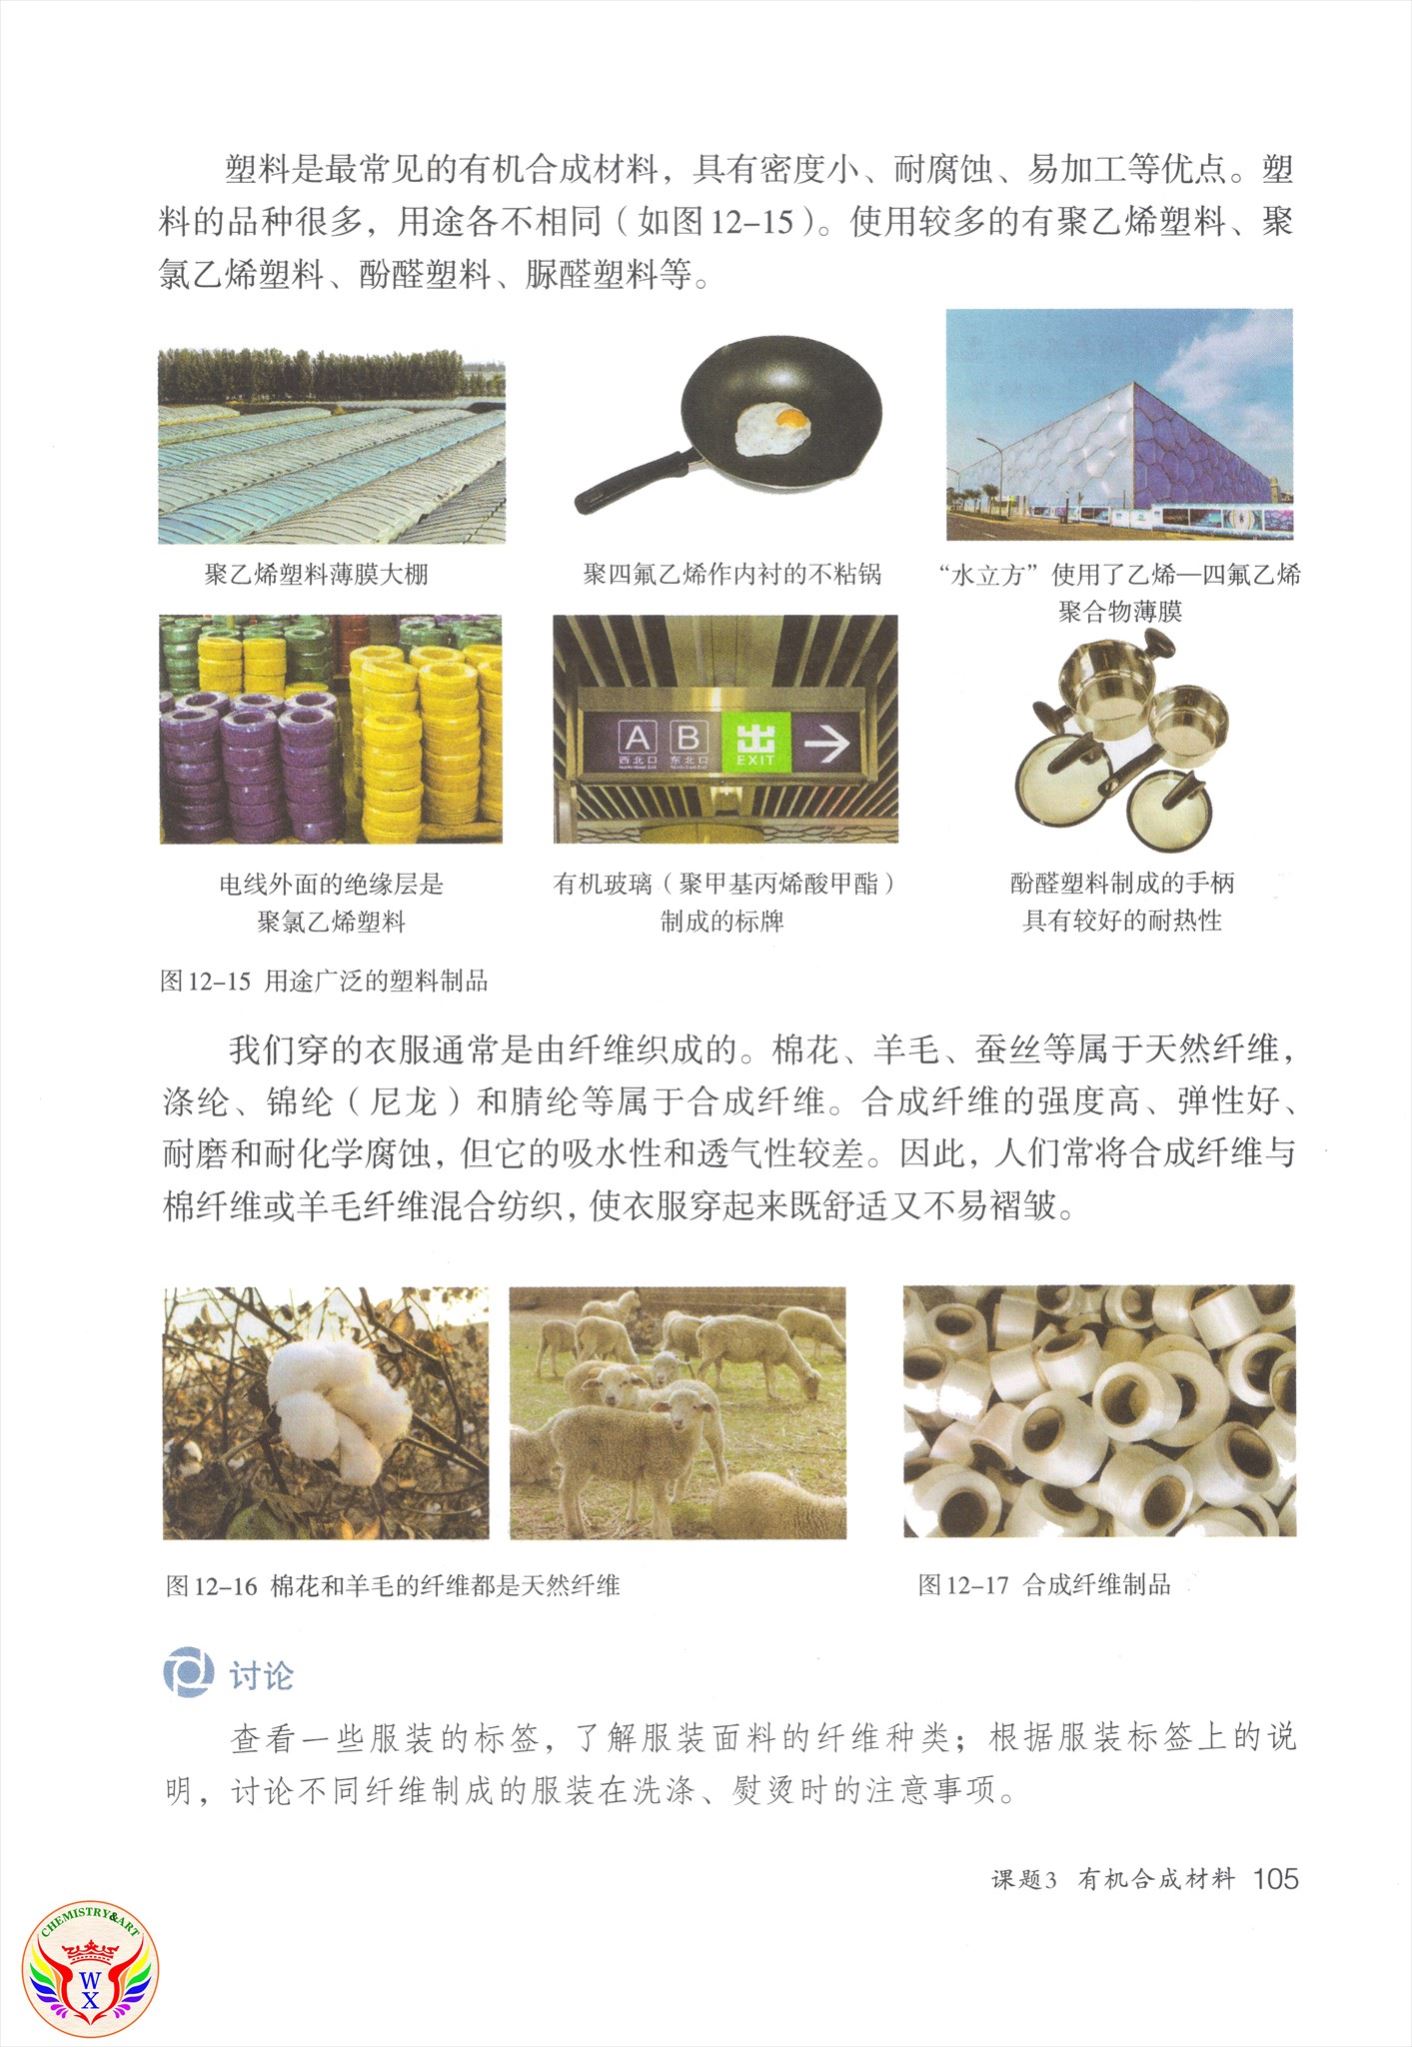 塑料是最常见的有机合成材料，具有密度小、耐腐蚀、易加工等优点。塑
料的品种很多，用途各不相同（如图12–15）。使用较多的有聚乙烯塑料、聚
氯乙烯塑料、酚醛塑料、脲醛塑料等。
聚乙烯塑料薄膜大棚
聚四氟乙烯作内衬的不粘锅
“水立方”使用了乙烯—四氟乙烯
聚合物薄膜
A B 出 EXIT
西北口 东北口
电线外面的绝缘层是
聚氯乙烯塑料
有机玻璃（聚甲基丙烯酸甲酯）
制成的标牌
酚醛塑料制成的手柄
具有较好的耐热性
图12–15 用途广泛的塑料制品
我们穿的衣服通常是由纤维织成的。棉花、羊毛、蚕丝等属于天然纤维，
涤纶、锦纶（尼龙）和腈纶等属于合成纤维。合成纤维的强度高、弹性好、
耐磨和耐化学腐蚀，但它的吸水性和透气性较差。因此，人们常将合成纤维与
棉纤维或羊毛纤维混合纺织，使衣服穿起来既舒适又不易褶皱。
图12–16 棉花和羊毛的纤维都是天然纤维
图12–17 合成纤维制品
讨论
查看一些服装的标签，了解服装面料的纤维种类；根据服装标签上的说
明，讨论不同纤维制成的服装在洗涤、熨烫时的注意事项。
课题3 有机合成材料 105
CHEMISTRY&ART
W
X